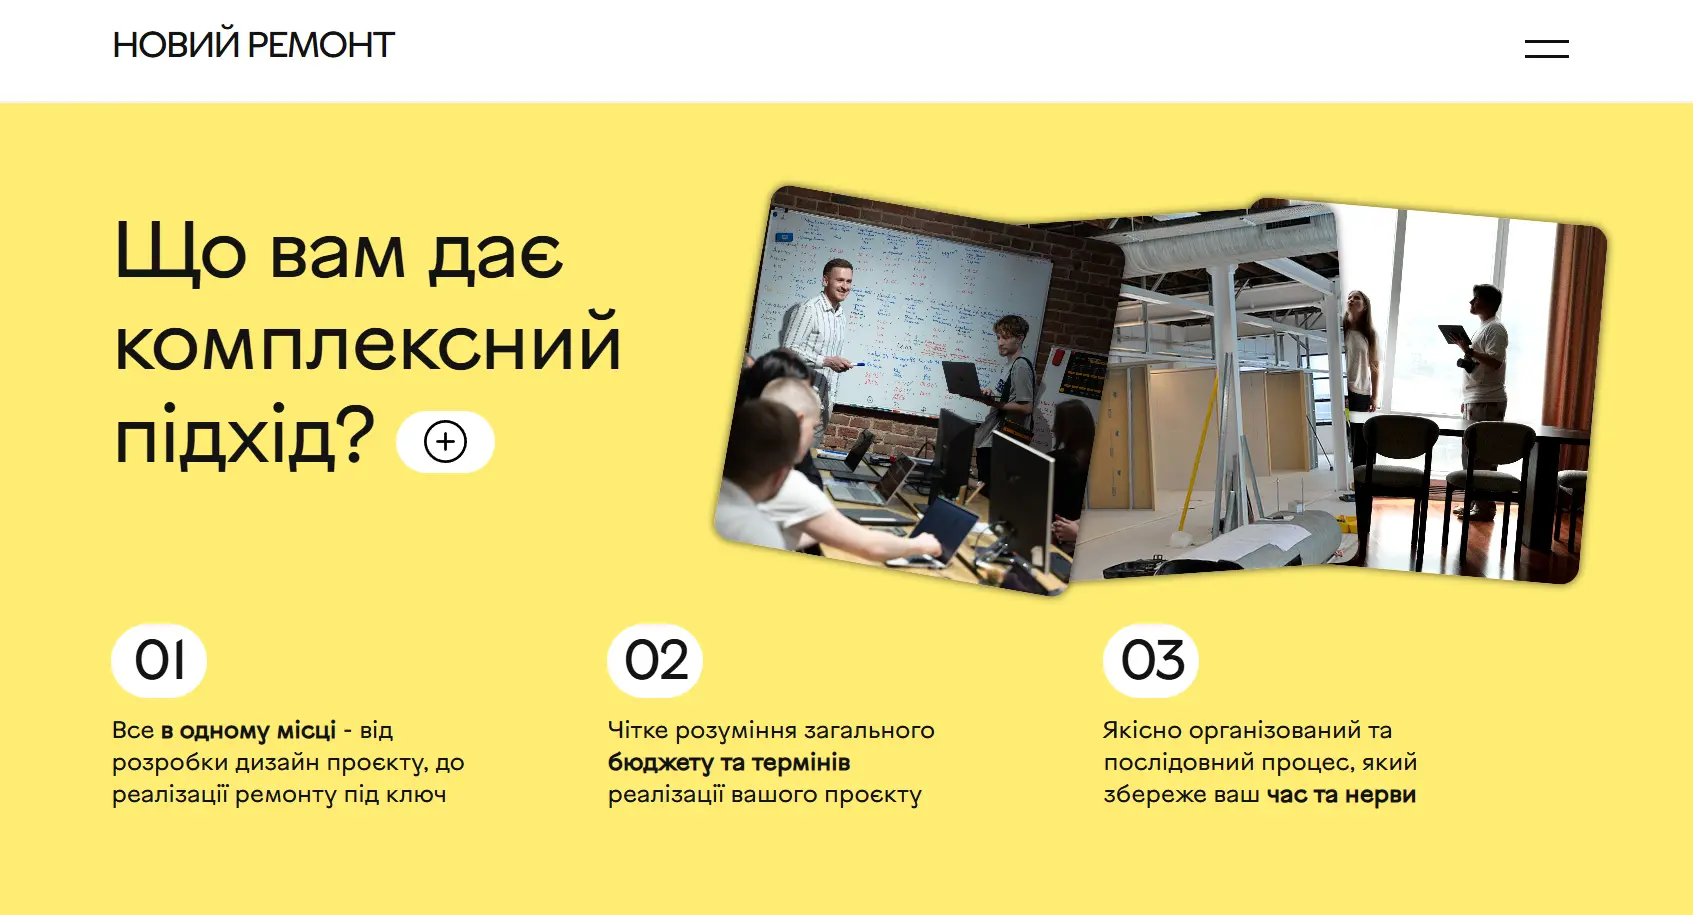 НОВИЙ РЕМОНТ
Що вам дає
комплексний
підхід?
01
Все в одному місці - від
розробки дизайн проєкту, до
реалізації ремонту під ключ
02
Чітке розуміння загального
бюджету та термінів
реалізації вашого проєкту
03
Якісно організований та
послідовний процес, який
збереже ваш час та нерви